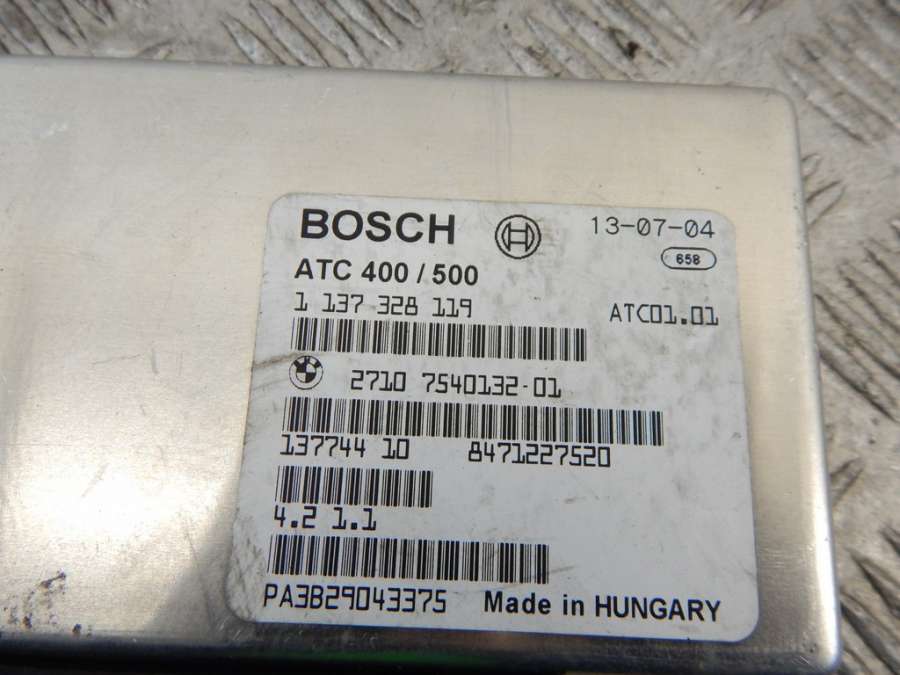 BOSCH 13-07-04
658
ATC 400 / 500
1 137 328 119 ATC01.01
2710 7540132-01
137744 10 8471227520
4.2 1.1
PA3B29043375 Made in HUNGARY